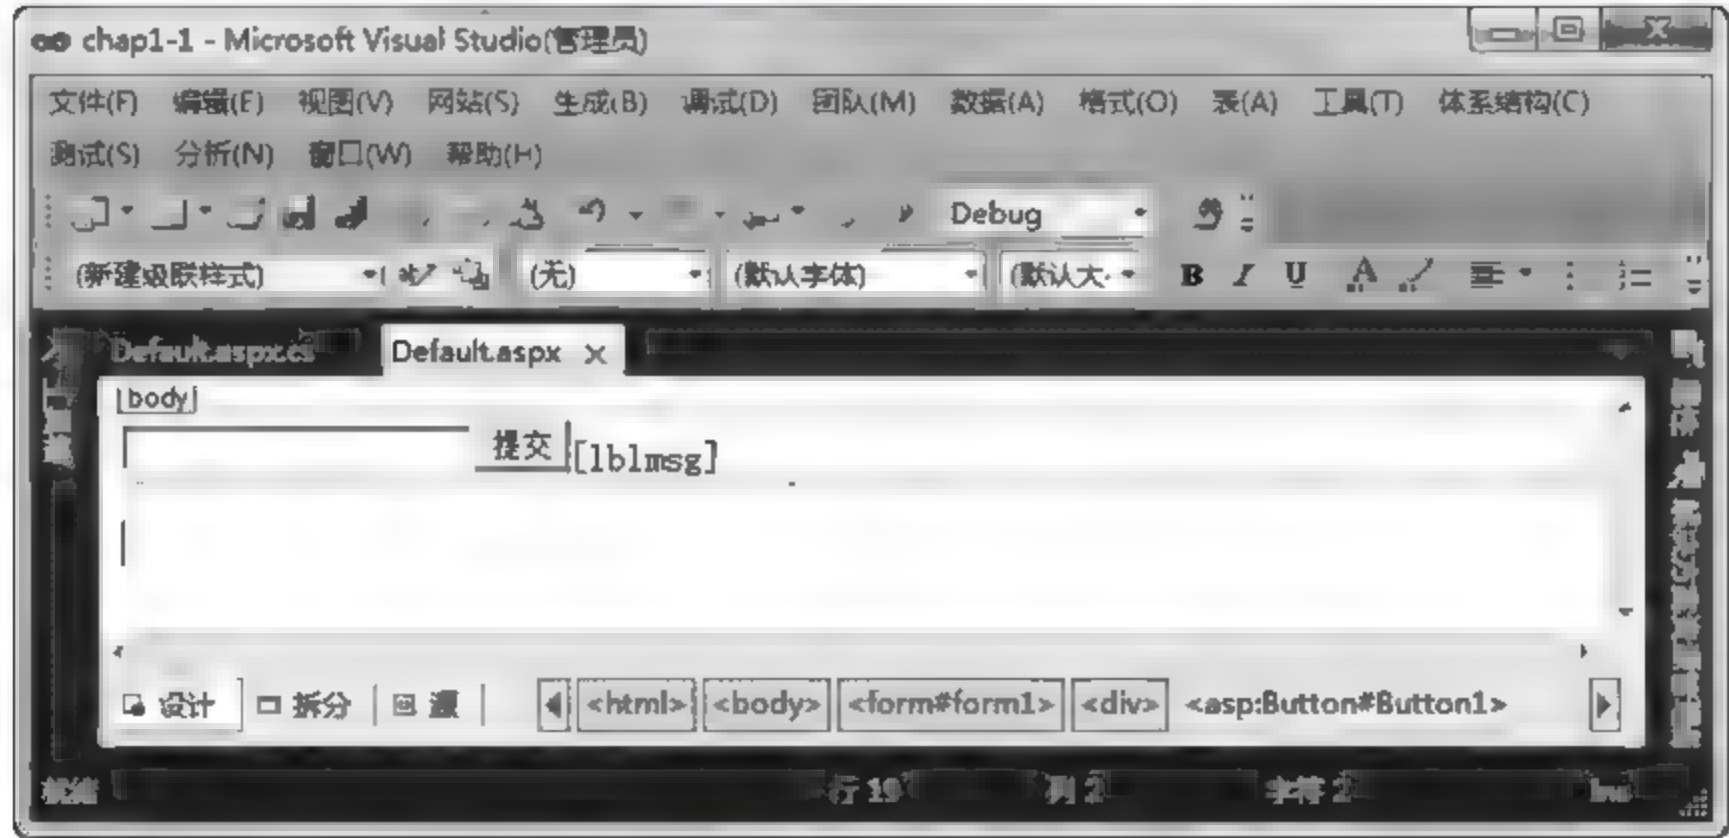 chap1-1 - Microsoft Visual Studio(管理员)
文件(F) 编辑(E) 视图(V) 网站(S) 生成(B) 调试(D) 团队(M) 数据(A) 格式(O) 表(A) 工具(T) 体系结构(C)
测试(S) 分析(N) 窗口(W) 帮助(H)
Debug
(新建级联样式) (无) (默认字体) (默认大 B I U A
Default.aspx.cs Default.aspx
body
提交 [lblmsg]
设计 拆分 源 <html> <body> <form#form1> <div> <asp:Button#Button1>
就绪 行 19 列 2 字符 2 Ins